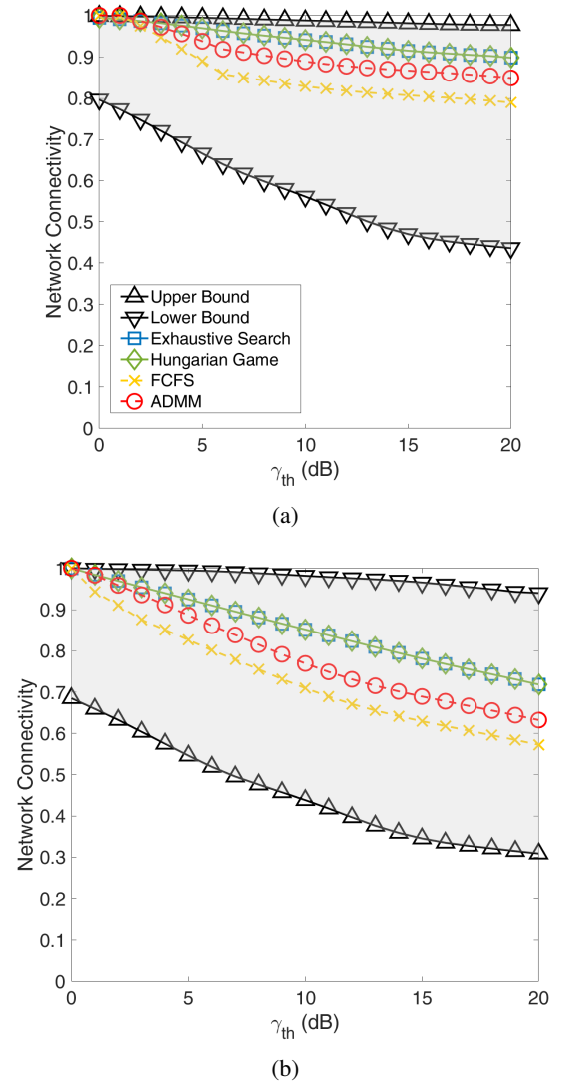 1
0.9
0.8
0.7
0.6
0.5
0.4
0.3
0.2
0.1
0
Network Connectivity
Upper Bound
Lower Bound
Exhaustive Search
Hungarian Game
FCFS
ADMM
0 5 10 15 20
γth (dB)
(a)
1
0.9
0.8
0.7
0.6
0.5
0.4
0.3
0.2
0.1
1
Network Connectivity
0 5 10 15 20
γth (dB)
(b)